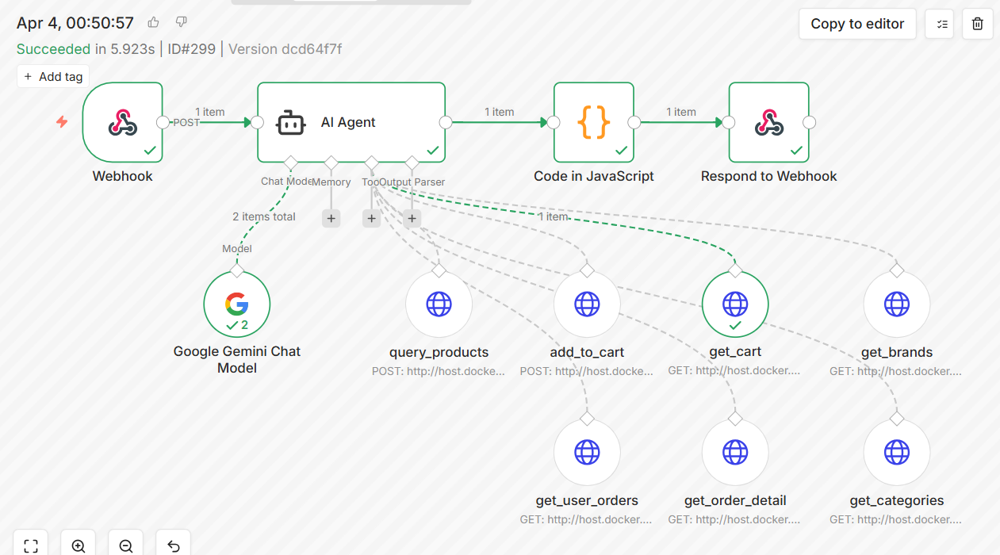 Apr 4, 00:50:57
Copy to editor
Succeeded in 5.923s | ID#299 | Version dcd64f7f
+ Add tag
1 item
POST
AI Agent
1 item
1 item
Webhook
Code in JavaScript
Respond to Webhook
Chat Mode
Memory
Too
Output Parser
2 items total
1 item
Model
2
Google Gemini Chat
Model
query_products
POST: http://host.docke...
add_to_cart
POST: http://host.docke...
get_cart
GET: http://host.docker....
get_brands
GET: http://host.docker....
get_user_orders
GET: http://host.docker....
get_order_detail
GET: http://host.docker....
get_categories
GET: http://host.docker....